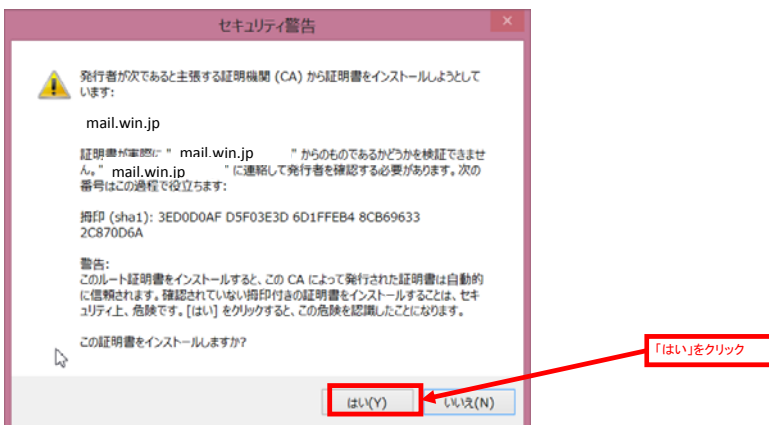 セキュリティ警告
発行者が次であると主張する証明機関 (CA) から証明書をインストールしようとして
います:
mail.win.jp
証明書が実際に " mail.win.jp " からのものであるかどうかを検証できませ
ん。" mail.win.jp " に連絡して発行者を確認する必要があります。次の
番号はこの過程で役立ちます:
拇印 (sha1): 3ED0D0AF D5F03E3D 6D1FFEB4 8CB69633
2C870D6A
警告:
このルート証明書をインストールすると、この CA によって発行された証明書は自動的
に信頼されます。確認されていない拇印付きの証明書をインストールすることは、セキ
ュリティ上、危険です。[はい] をクリックすると、この危険を認識したことになります。
この証明書をインストールしますか?
「はい」をクリック
はい(Y) いいえ(N)